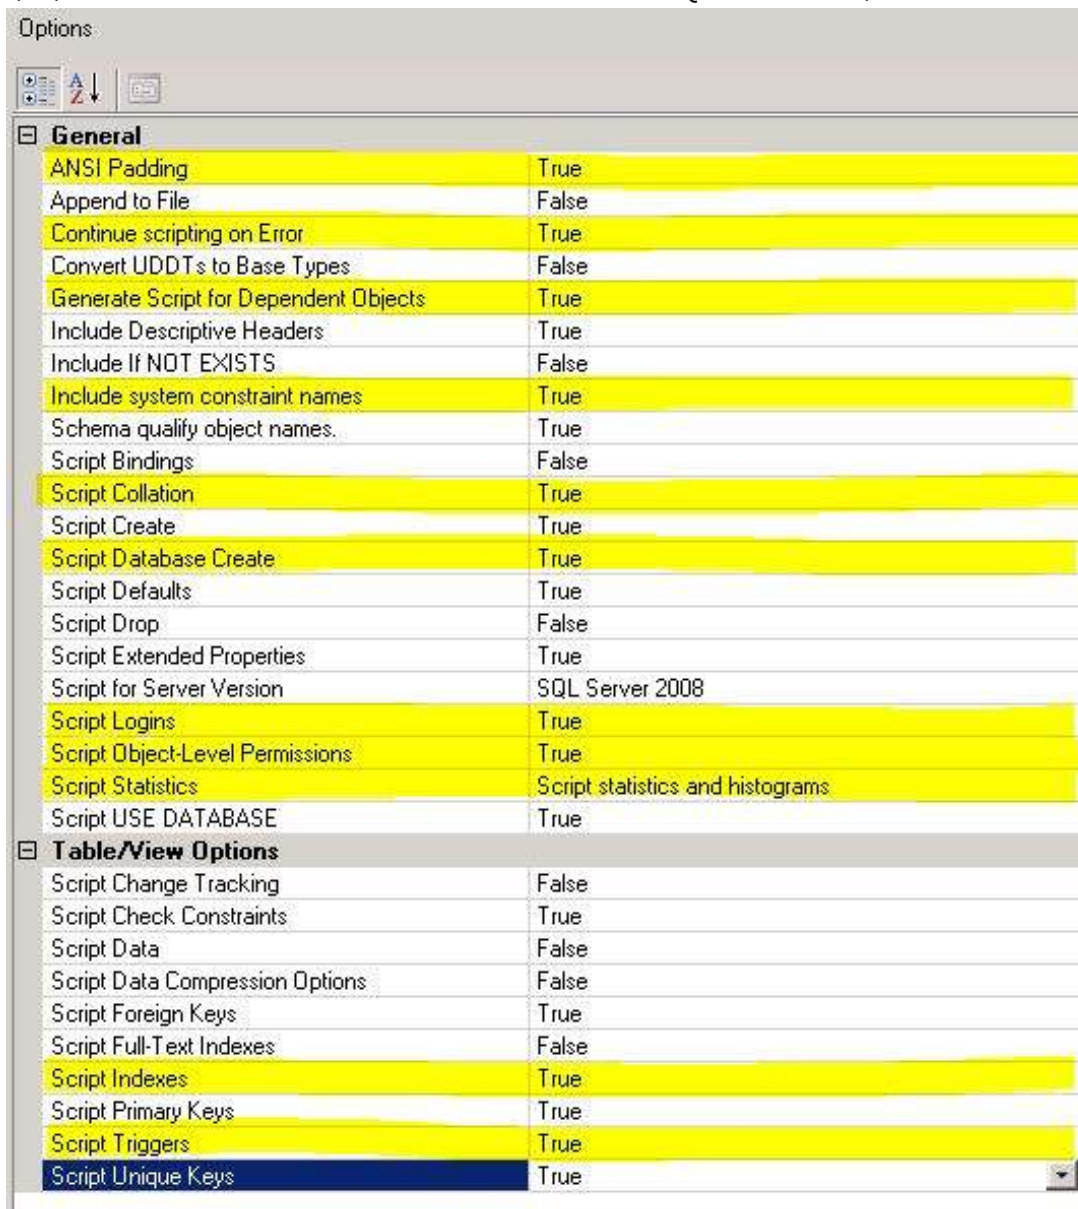 Options
General
ANSI Padding True
Append to File False
Continue scripting on Error True
Convert UDDTs to Base Types False
Generate Script for Dependent Objects True
Include Descriptive Headers True
Include If NOT EXISTS False
Include system constraint names True
Schema qualify object names. True
Script Bindings False
Script Collation True
Script Create True
Script Database Create True
Script Defaults True
Script Drop False
Script Extended Properties True
Script for Server Version SQL Server 2008
Script Logins True
Script Object-Level Permissions True
Script Statistics Script statistics and histograms
Script USE DATABASE True
Table/View Options
Script Change Tracking False
Script Check Constraints True
Script Data False
Script Data Compression Options False
Script Foreign Keys True
Script Full-Text Indexes False
Script Indexes True
Script Primary Keys True
Script Triggers True
Script Unique Keys True